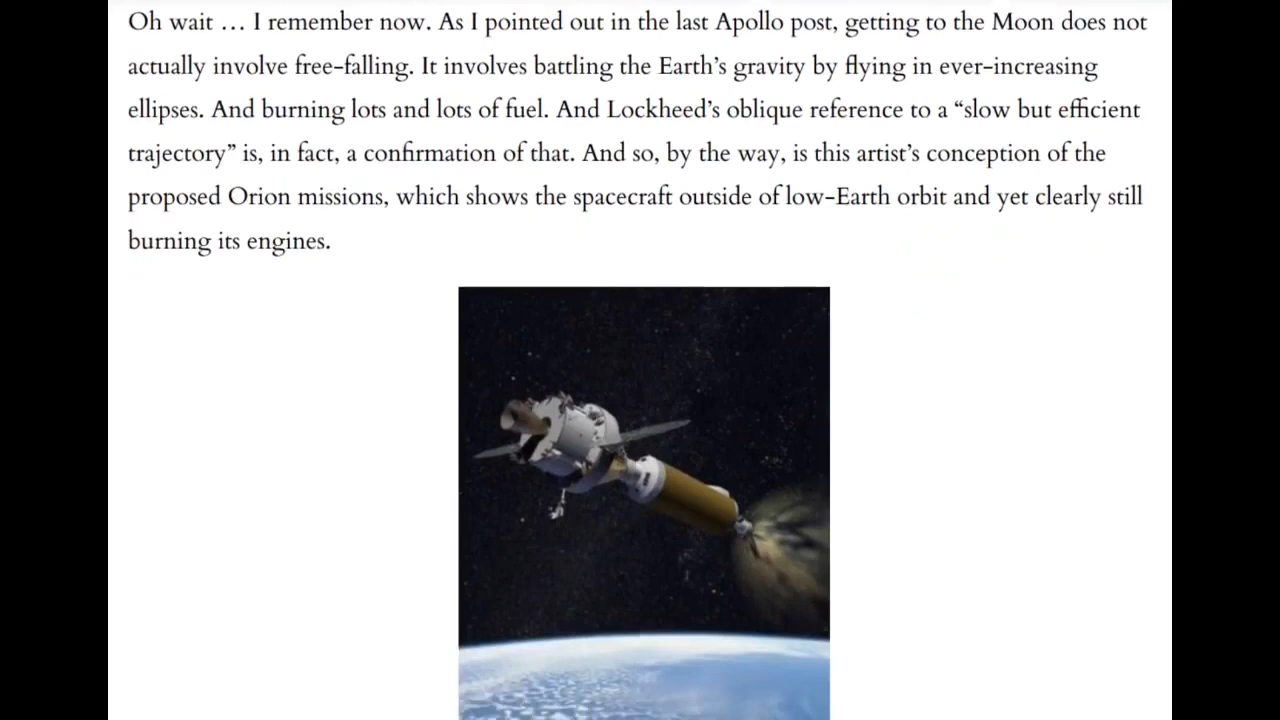 Oh wait … I remember now. As I pointed out in the last Apollo post, getting to the Moon does not
actually involve free-falling. It involves battling the Earth’s gravity by flying in ever-increasing
ellipses. And burning lots and lots of fuel. And Lockheed’s oblique reference to a “slow but efficient
trajectory” is, in fact, a confirmation of that. And so, by the way, is this artist’s conception of the
proposed Orion missions, which shows the spacecraft outside of low-Earth orbit and yet clearly still
burning its engines.